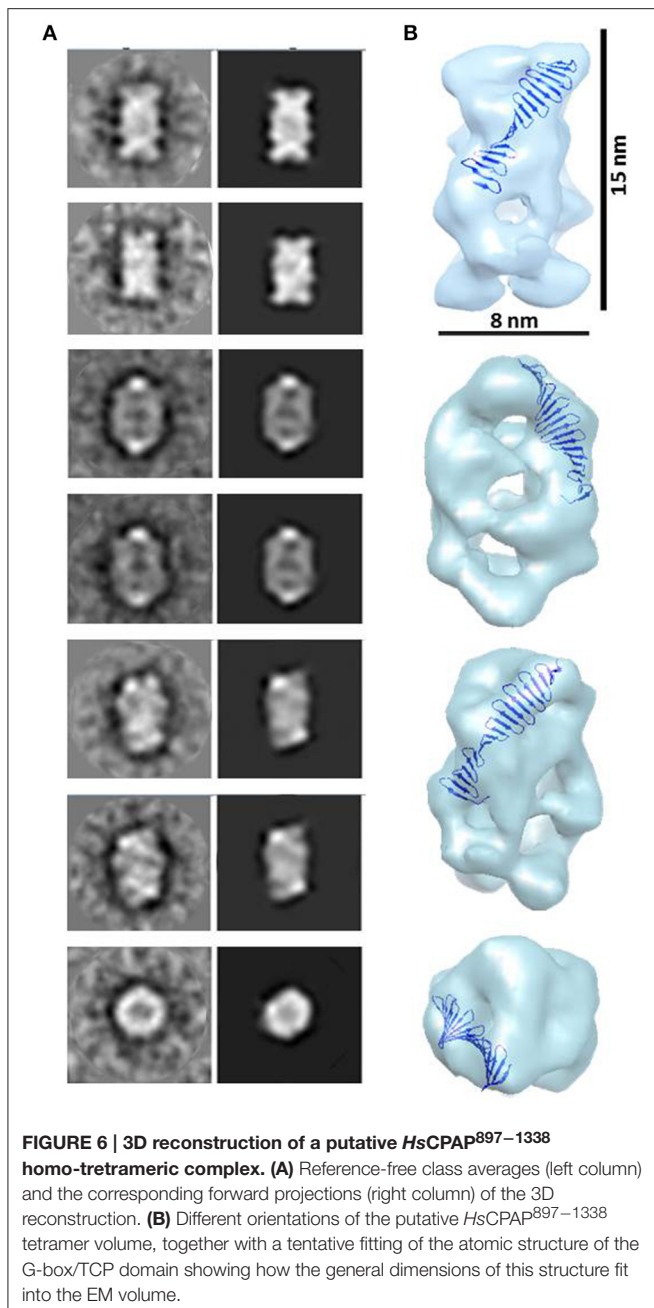 A
B
15 nm
8 nm
FIGURE 6 | 3D reconstruction of a putative HsCPAP897−1338
homo-tretrameric complex. (A) Reference-free class averages (left column)
and the corresponding forward projections (right column) of the 3D
reconstruction. (B) Different orientations of the putative HsCPAP897−1338
tetramer volume, together with a tentative fitting of the atomic structure of the
G-box/TCP domain showing how the general dimensions of this structure fit
into the EM volume.